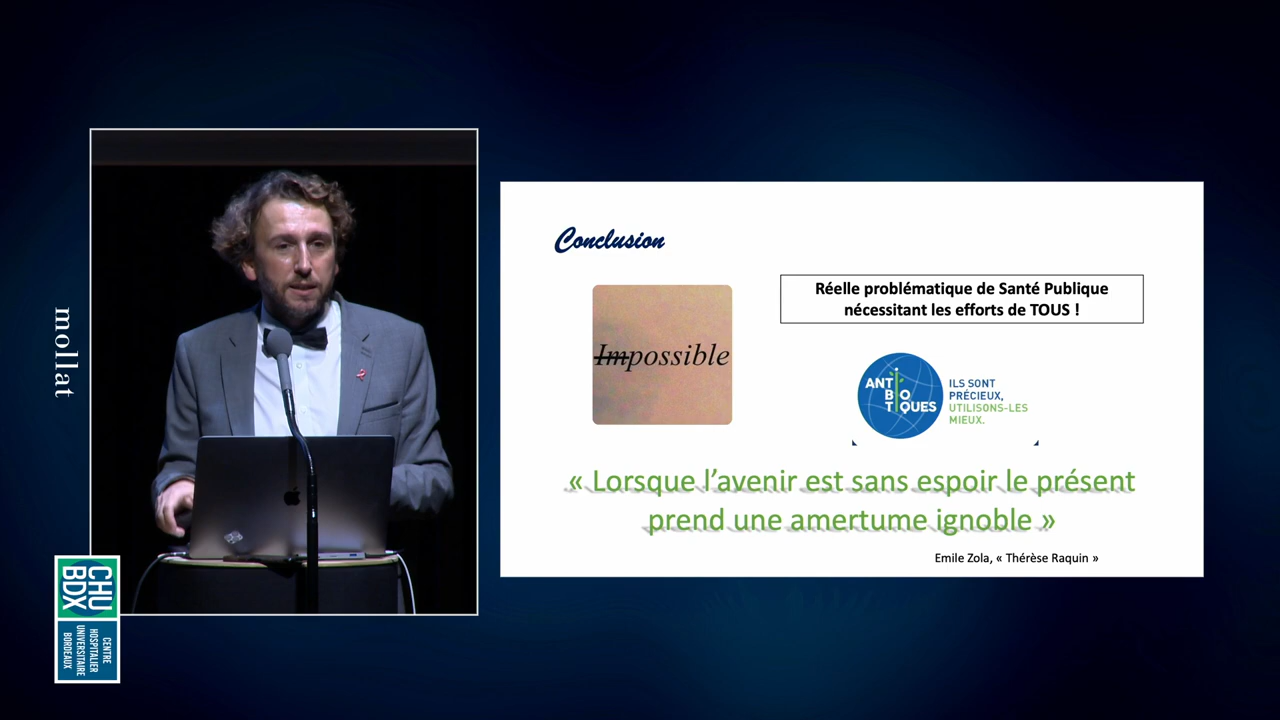 mollat
CHU
BDX
CENTRE
HOSPITALIER
UNIVERSITAIRE
BORDEAUX
Conclusion
Impossible
Réelle problématique de Santé Publique
nécessitant les efforts de TOUS !
ANTI
BIO
TIQUES
ILS SONT
PRÉCIEUX,
UTILISONS-LES
MIEUX.
« Lorsque l’avenir est sans espoir le présent
prend une amertume ignoble »
Emile Zola, « Thérèse Raquin »